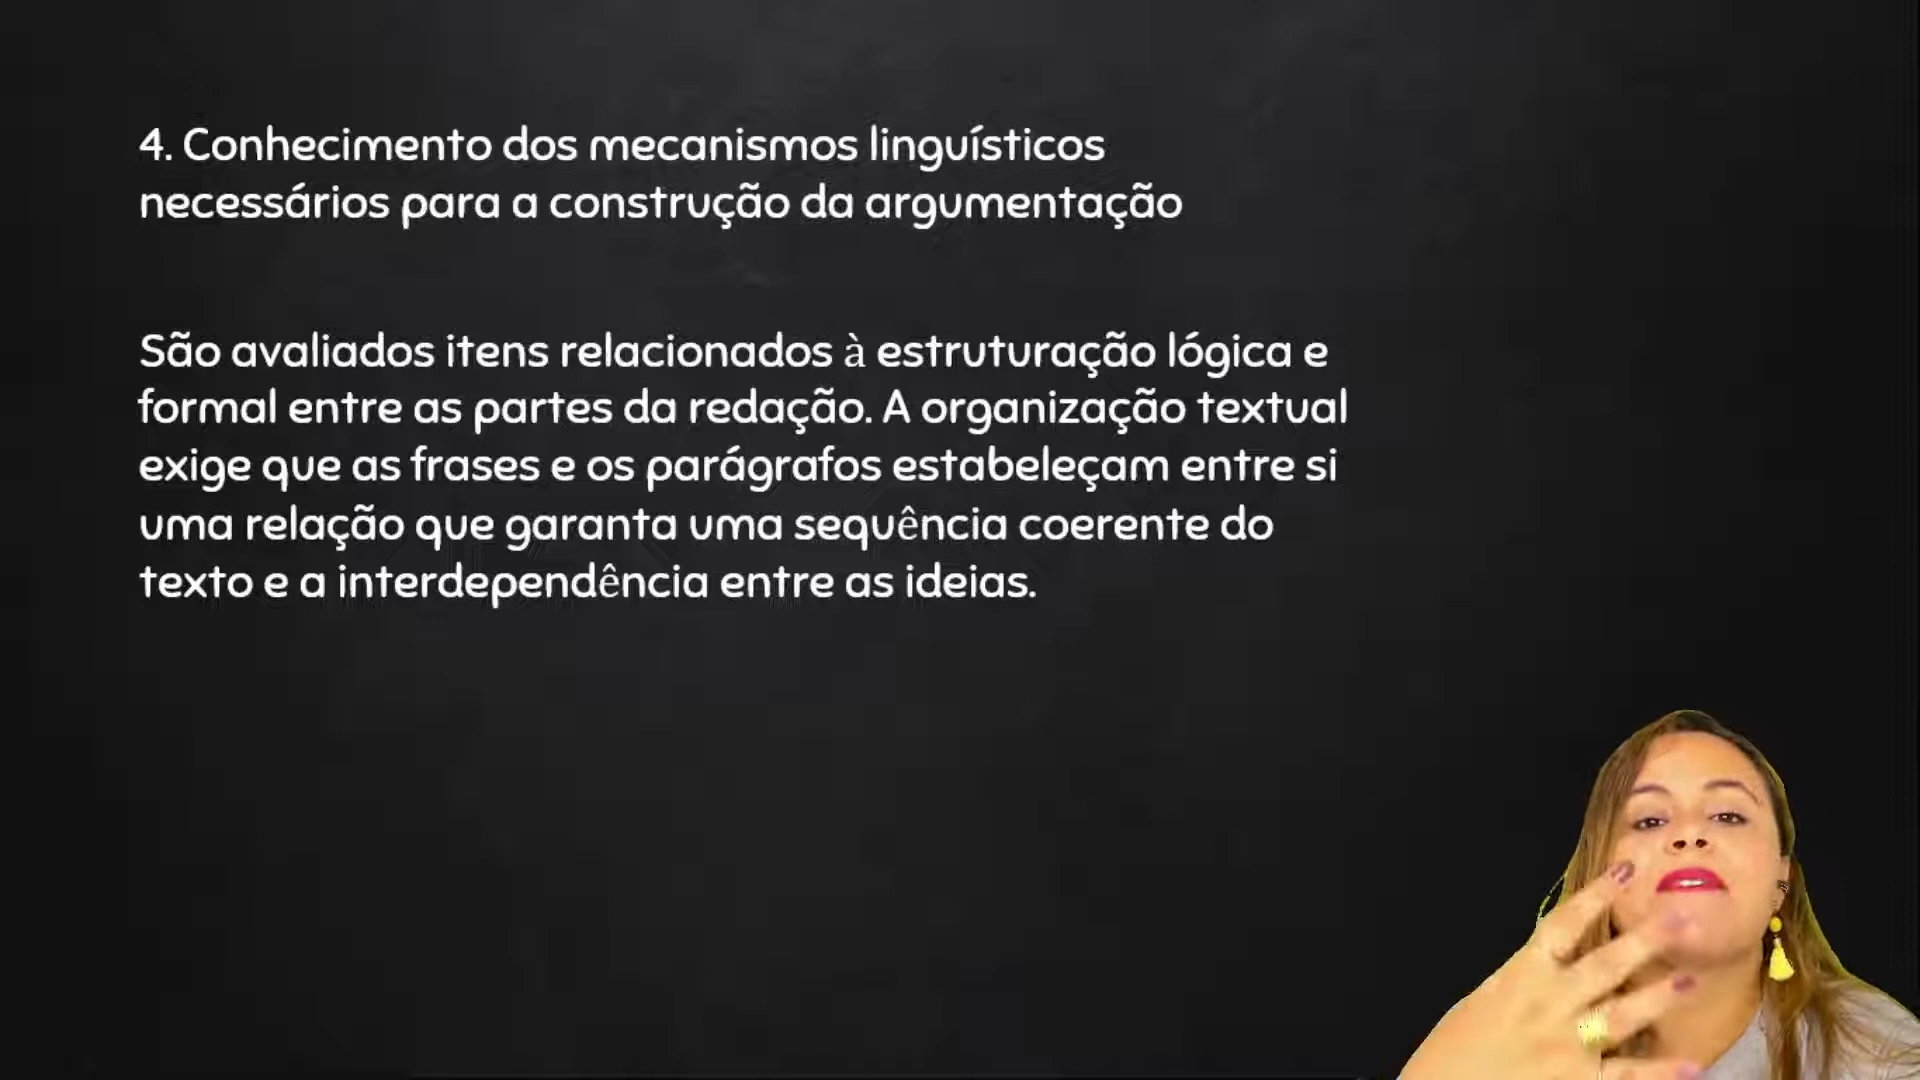 4. Conhecimento dos mecanismos linguísticos
necessários para a construção da argumentação
São avaliados itens relacionados à estruturação lógica e
formal entre as partes da redação. A organização textual
exige que as frases e os parágrafos estabeleçam entre si
uma relação que garanta uma sequência coerente do
texto e a interdependência entre as ideias.